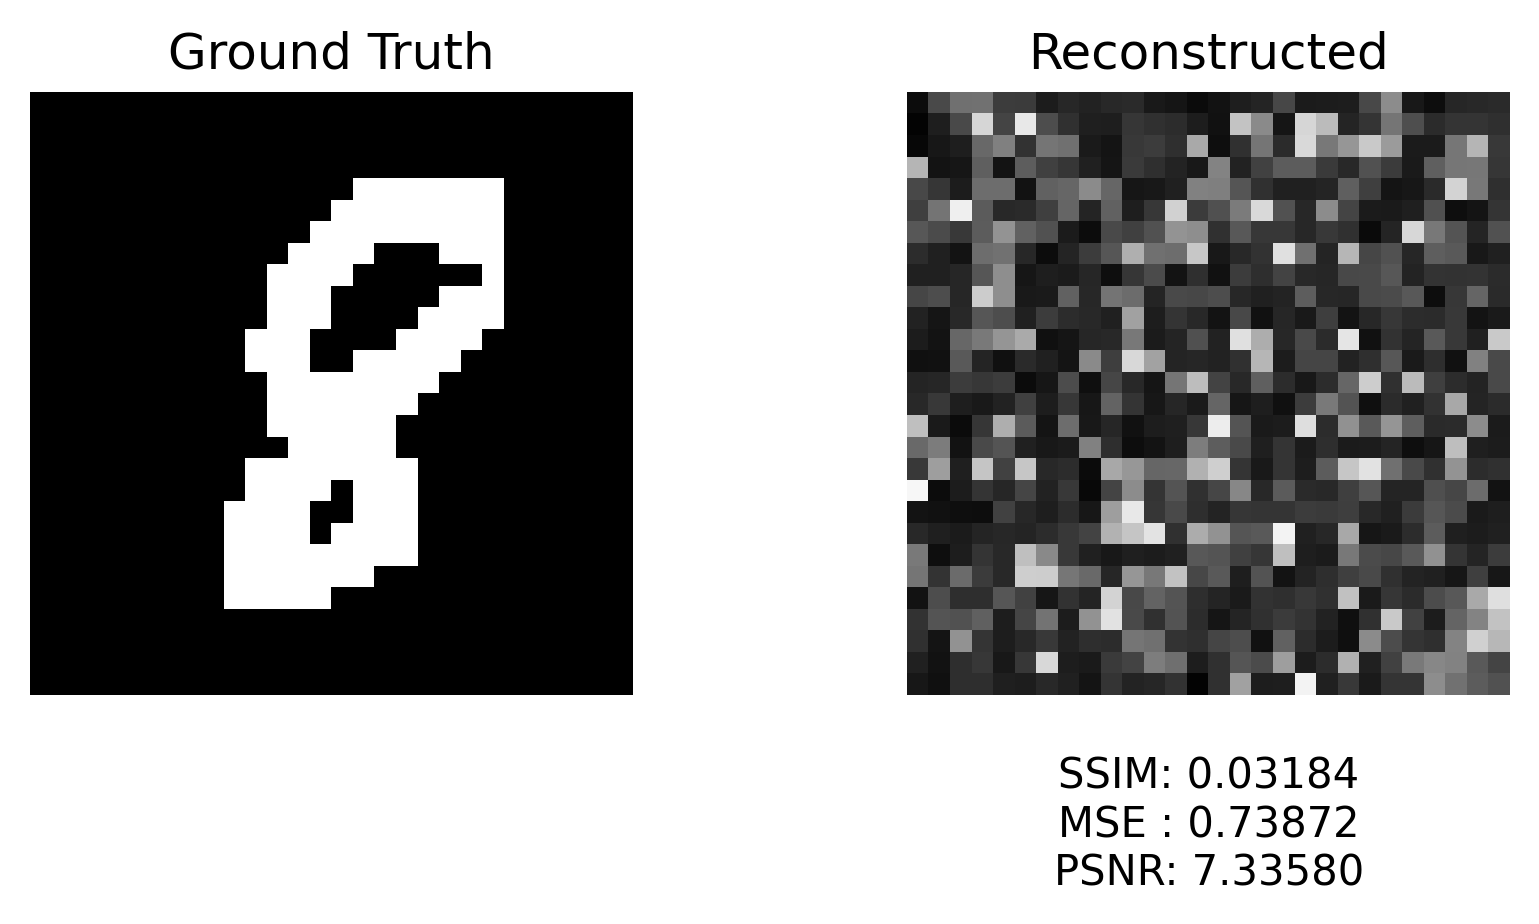 Ground Truth
Reconstructed
SSIM: 0.03184
MSE : 0.73872
PSNR: 7.33580